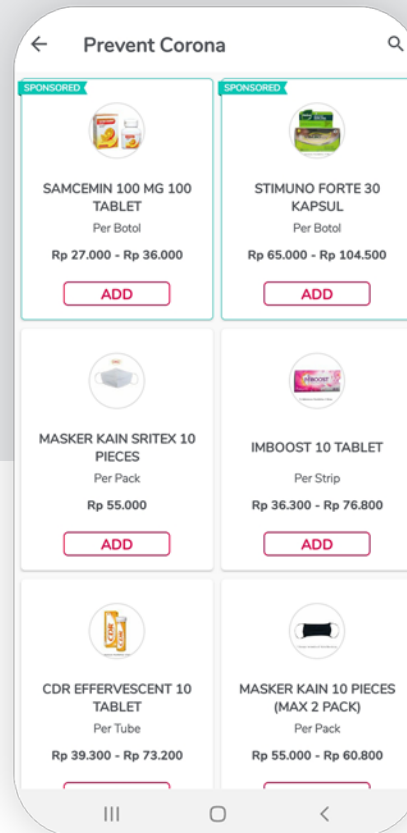 Prevent Corona
SPONSORED
SAMCEMIN 100 MG 100
TABLET
Per Botol
Rp 27.000 - Rp 36.000
ADD
SPONSORED
STIMUNO FORTE 30
KAPSUL
Per Botol
Rp 65.000 - Rp 104.500
ADD
MASKER KAIN SRITEX 10
PIECES
Per Pack
Rp 55.000
ADD
IMBOOST
IMBOOST 10 TABLET
Per Strip
Rp 36.300 - Rp 76.800
ADD
CDR
CDR EFFERVESCENT 10
TABLET
Per Tube
Rp 39.300 - Rp 73.200
MASKER KAIN 10 PIECES
(MAX 2 PACK)
Per Pack
Rp 55.000 - Rp 60.800